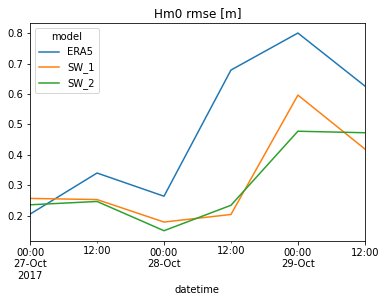 Hm0 rmse [m]
model
ERA5
SW_1
SW_2
0.8
0.7
0.6
0.5
0.4
0.3
0.2
00:00 12:00 00:00 12:00 00:00 12:00
27-Oct 28-Oct 29-Oct
2017
datetime